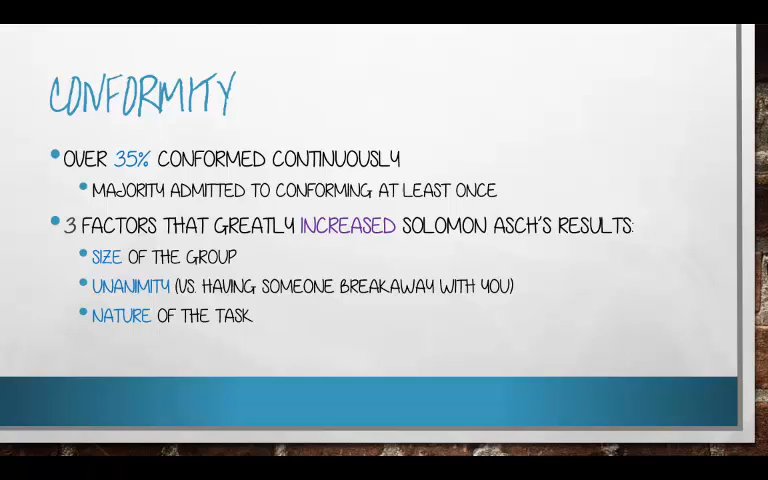 CONFORMITY
• OVER 35% CONFORMED CONTINUOUSLY
• MAJORITY ADMITTED TO CONFORMING AT LEAST ONCE
• 3 FACTORS THAT GREATLY INCREASED SOLOMON ASCH'S RESULTS:
• SIZE OF THE GROUP
• UNANIMITY (VS. HAVING SOMEONE BREAKAWAY WITH YOU)
• NATURE OF THE TASK